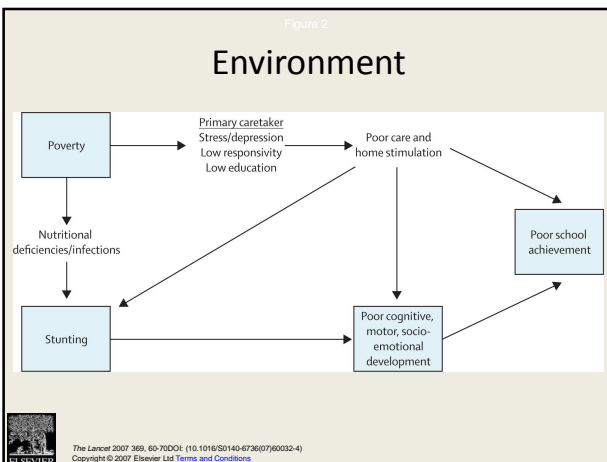 Figure 2
Environment
Poverty
Primary caretaker
Stress/depression
Low responsivity
Low education
Poor care and
home stimulation
Nutritional
deficiencies/infections
Poor school
achievement
Stunting
Poor cognitive,
motor, socio-
emotional
development
ELSEVIER
The Lancet 2007 369, 60-70DOI: (10.1016/S0140-6736(07)60032-4)
Copyright © 2007 Elsevier Ltd Terms and Conditions